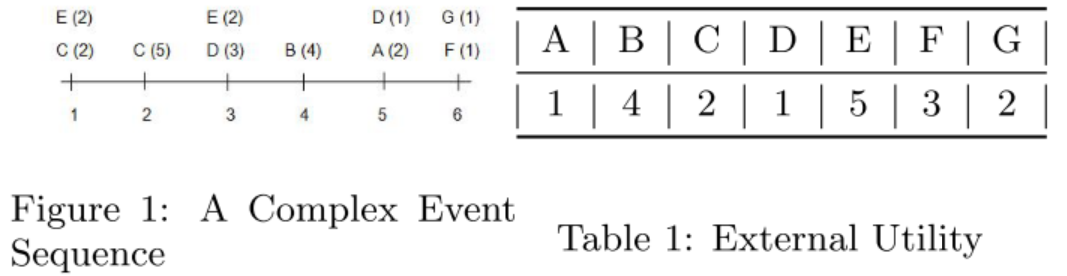 E (2) E (2) D (1) G (1)
C (2) C (5) D (3) B (4) A (2) F (1)
1 2 3 4 5 6
A | B | C | D | E | F | G |
| 1 | 4 | 2 | 1 | 5 | 3 | 2 |
Figure 1: A Complex Event
Sequence
Table 1: External Utility